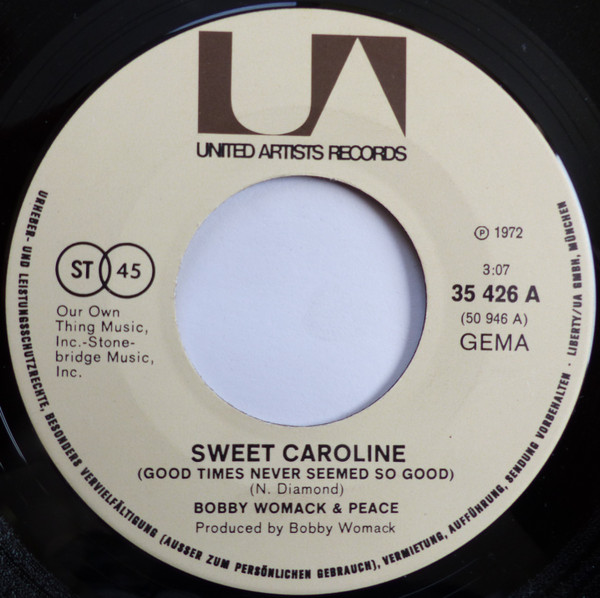 UA
UNITED ARTISTS RECORDS
ST 45
Our Own
Thing Music,
Inc.-Stone-
bridge Music,
Inc.
Ⓟ 1972
3:07
35 426 A
(50 946 A)
GEMA
SWEET CAROLINE
(GOOD TIMES NEVER SEEMED SO GOOD)
(N. Diamond)
BOBBY WOMACK & PEACE
Produced by Bobby Womack
URHEBER- UND LEISTUNGSSCHUTZRECHTE, BESONDERS VERVIELFÄLTIGUNG (AUSSER ZUM PERSÖNLICHEN GEBRAUCH), VERMIETUNG, AUFFÜHRUNG, SENDUNG VORBEHALTEN · LIBERTY/UA GMBH, MÜNCHEN